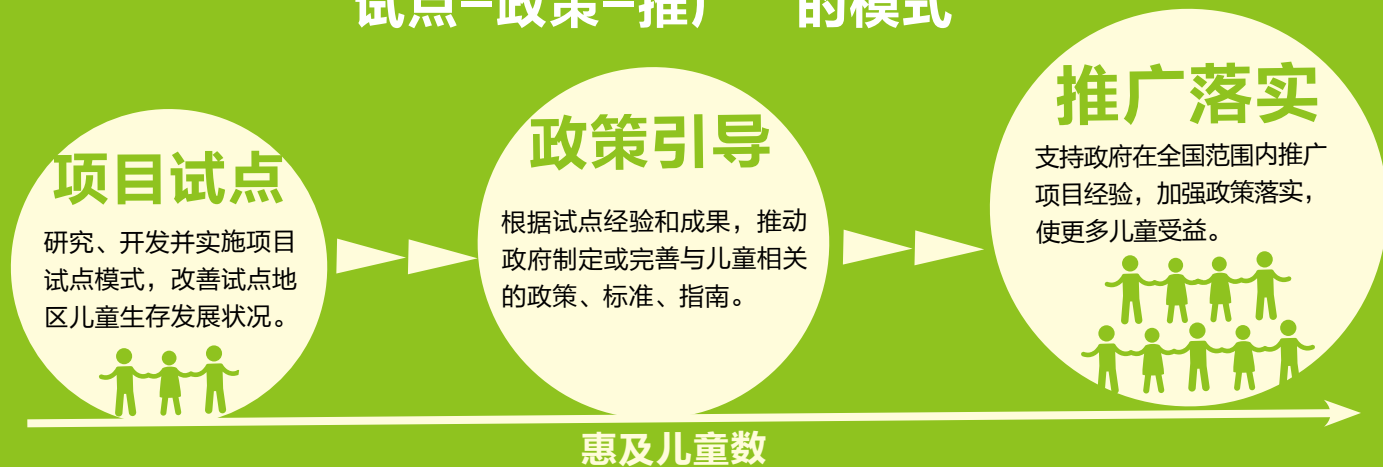 试点-政策-推广 的模式
项目试点
研究、开发并实施项目
试点模式，改善试点地
区儿童生存发展状况。
政策引导
根据试点经验和成果，推动
政府制定或完善与儿童相关
的政策、标准、指南。
推广落实
支持政府在全国范围内推广
项目经验，加强政策落实，
使更多儿童受益。
惠及儿童数